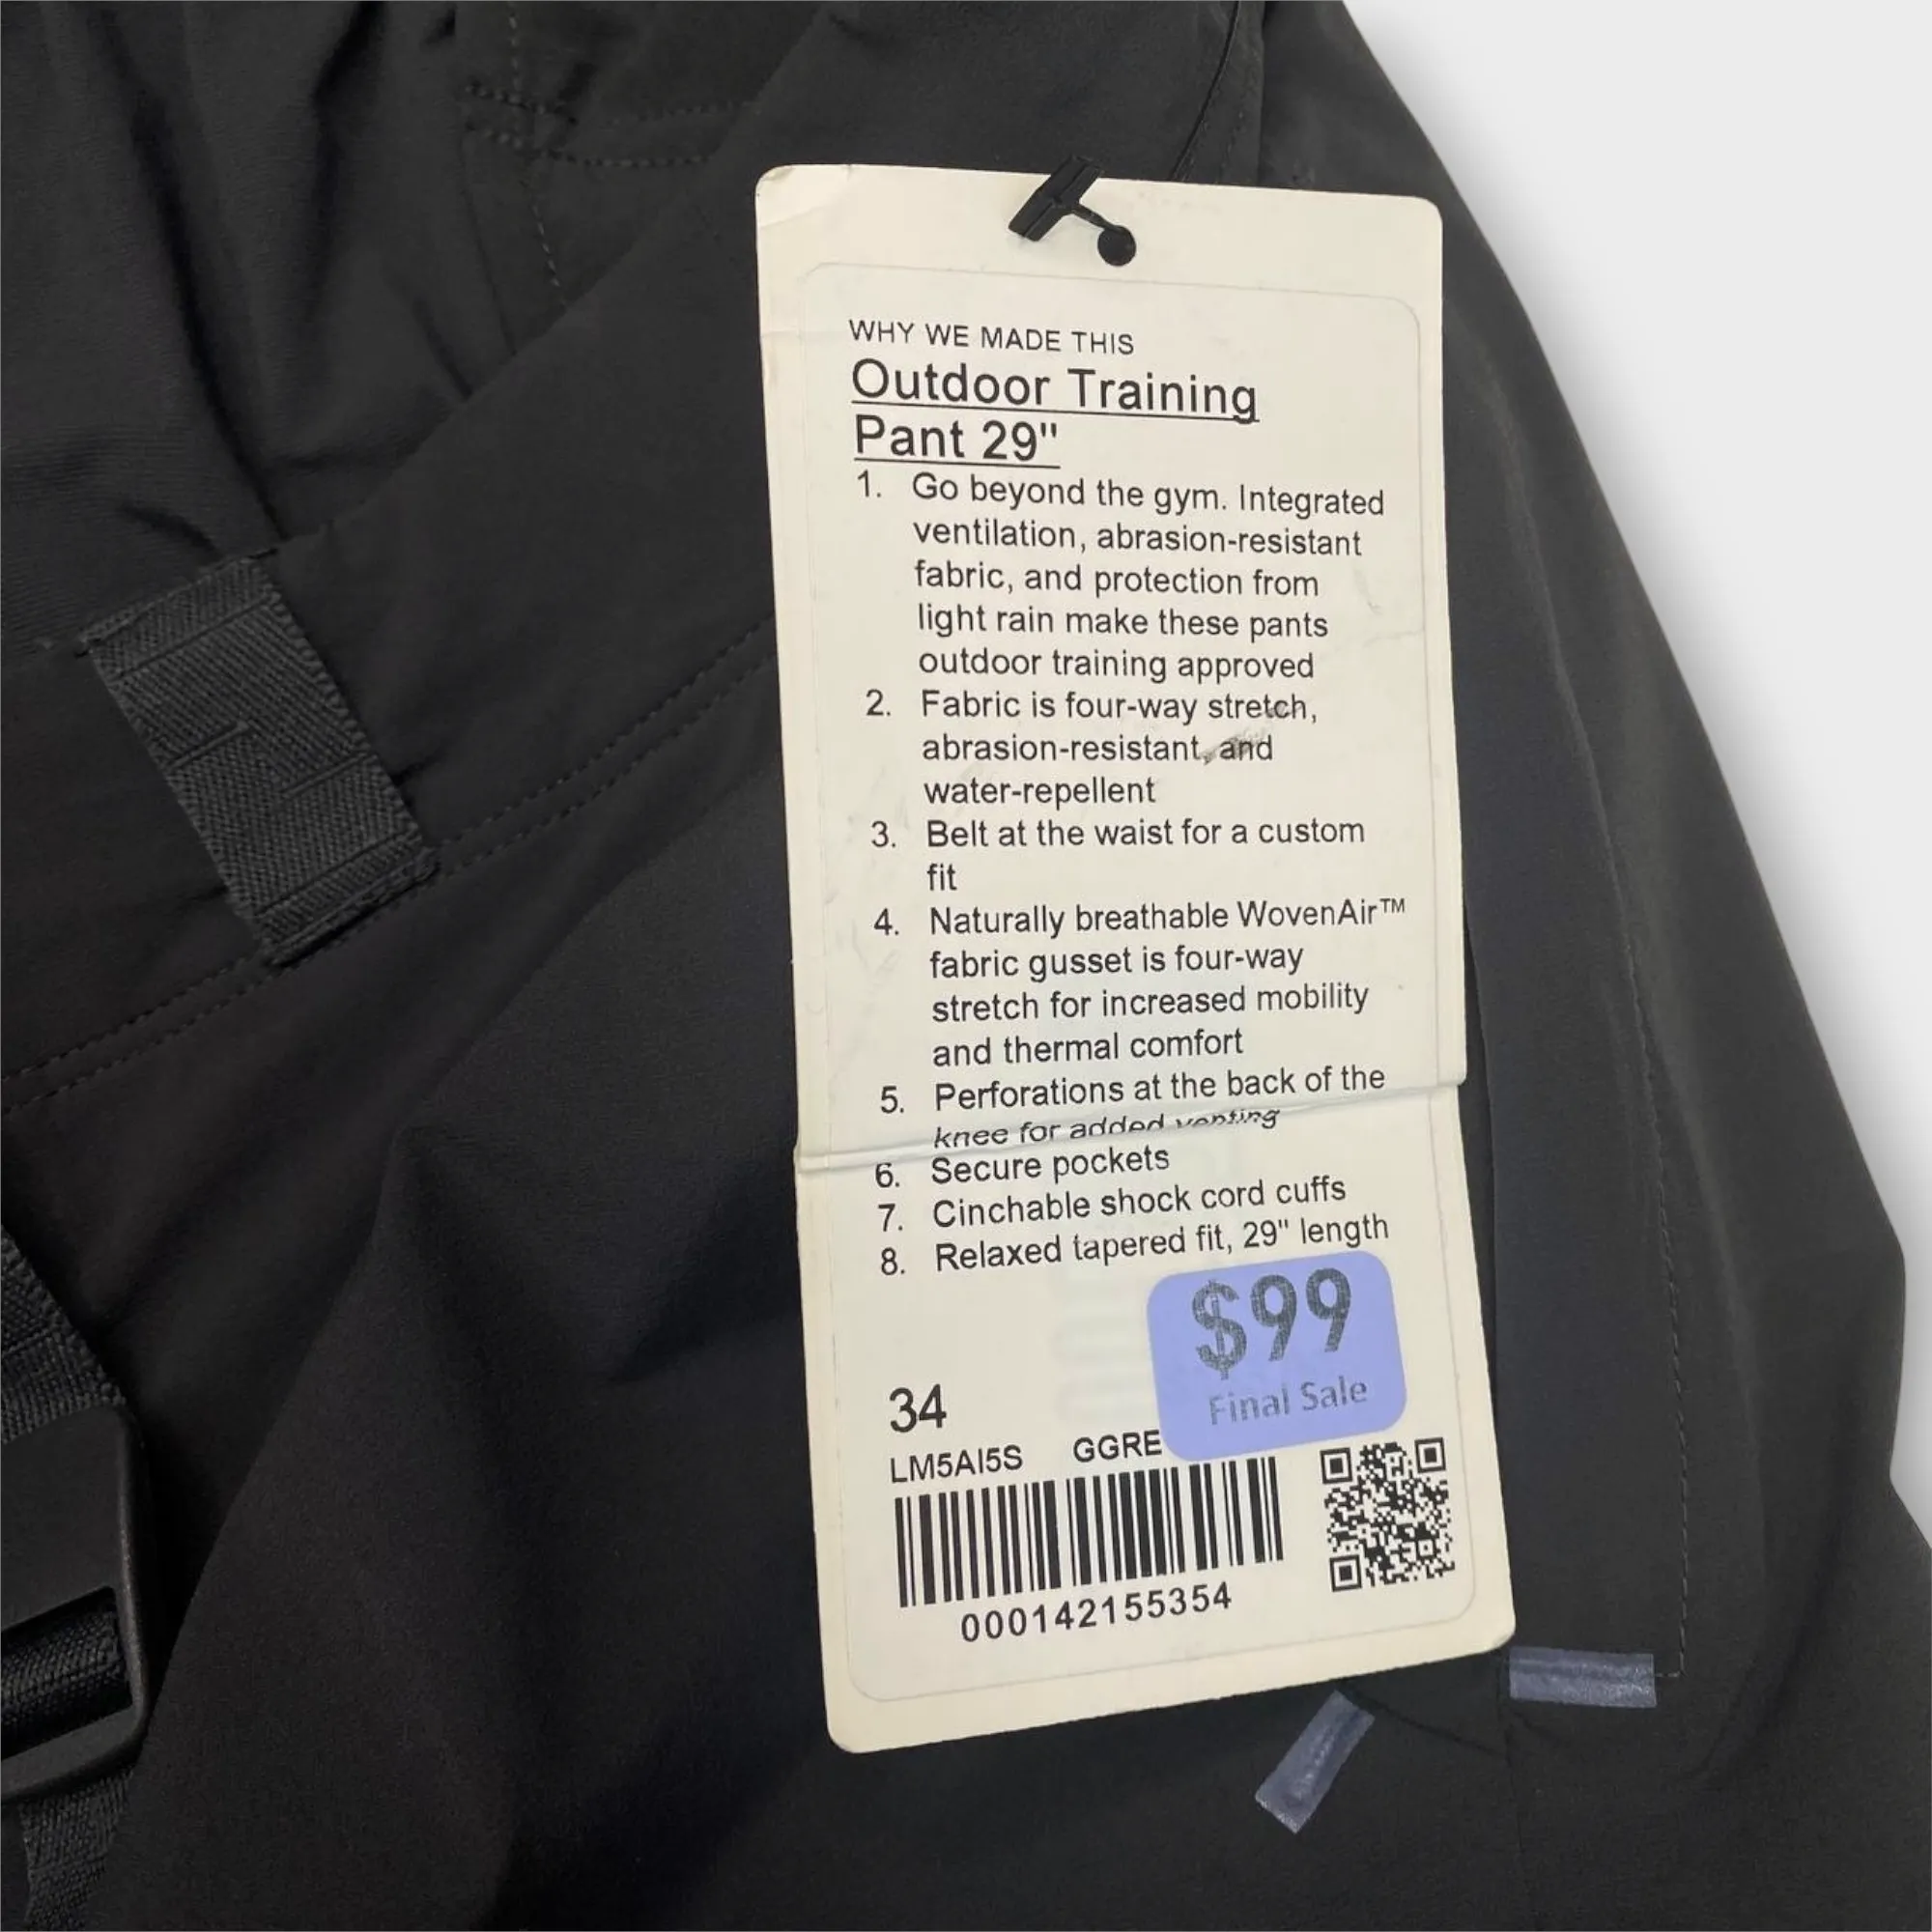 WHY WE MADE THIS
Outdoor Training
Pant 29"
1. Go beyond the gym. Integrated
ventilation, abrasion-resistant
fabric, and protection from
light rain make these pants
outdoor training approved
2. Fabric is four-way stretch,
abrasion-resistant, and
water-repellent
3. Belt at the waist for a custom
fit
4. Naturally breathable WovenAir™
fabric gusset is four-way
stretch for increased mobility
and thermal comfort
5. Perforations at the back of the
knee for added venting
6. Secure pockets
7. Cinchable shock cord cuffs
8. Relaxed tapered fit, 29" length
$99
Final Sale
34
LM5AI5S GGRE
000142155354